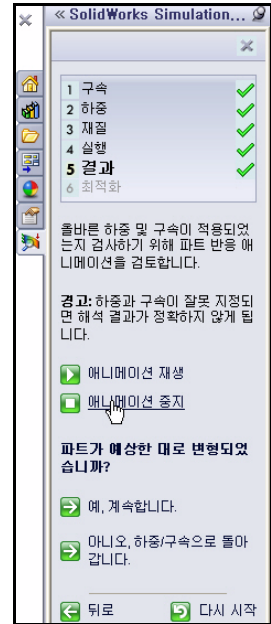 « SolidWorks Simulation...
1 구속
2 하중
3 재질
4 실행
5 결과
6 최적화
올바른 하중 및 구속이 적용되었
는지 검사하기 위해 파트 반응 애
니메이션을 검토합니다.
경고: 하중과 구속이 잘못 지정되
면 해석 결과가 정확하지 않게 됩
니다.
애니메이션 재생
애니메이션 중지
파트가 예상한 대로 변형되었
습니까?
예, 계속합니다.
아니오, 하중/구속으로 돌아
갑니다.
뒤로 다시 시작